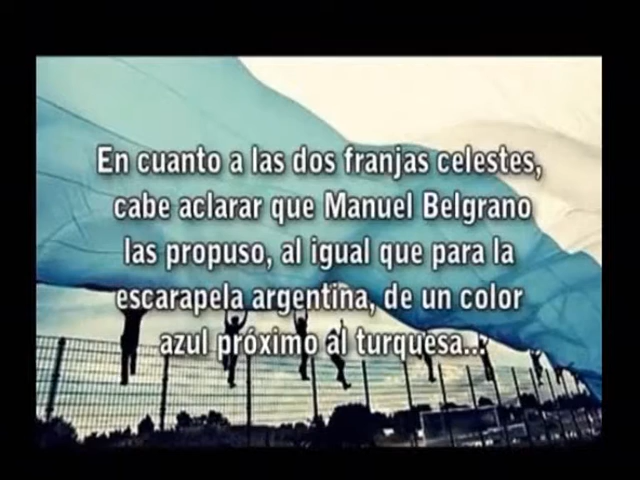 En cuanto a las dos franjas celestes,
cabe aclarar que Manuel Belgrano
las propuso, al igual que para la
escarapela argentina, de un color
azul próximo al turquesa...